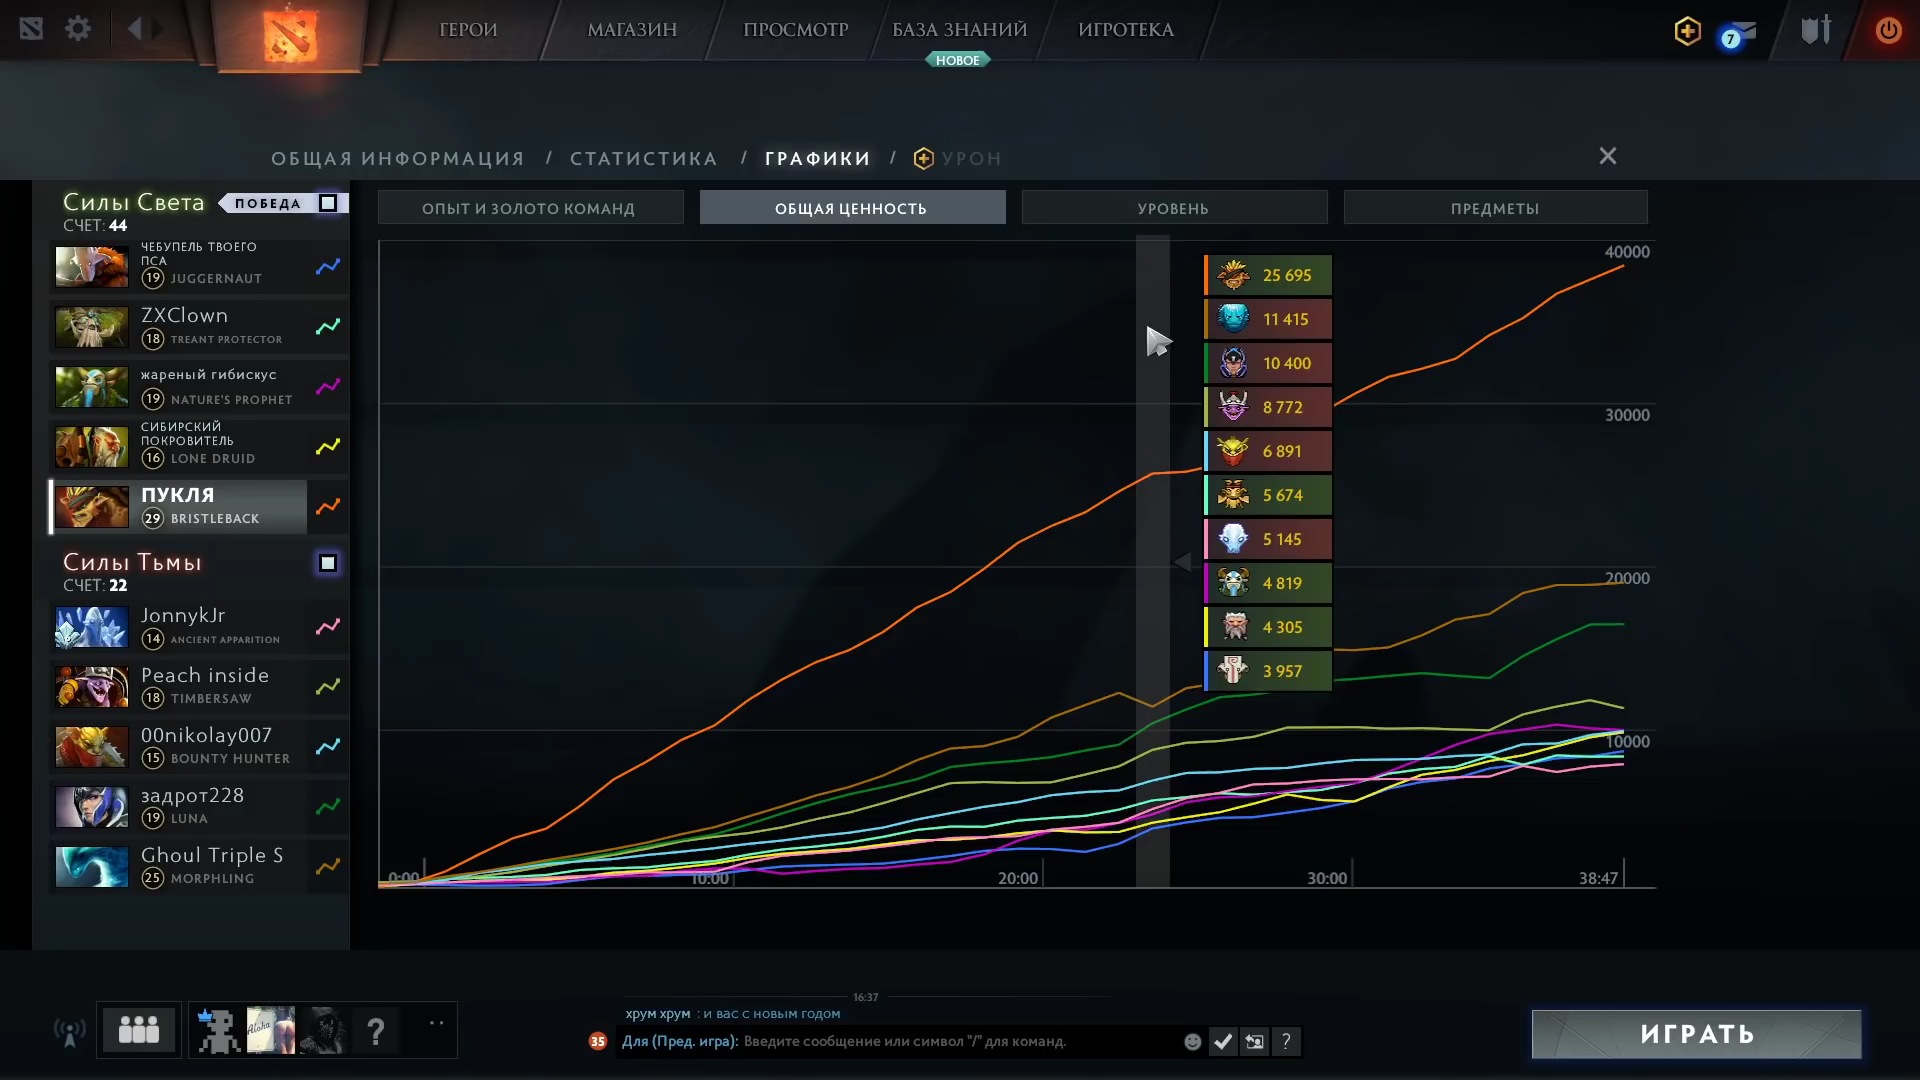 ГЕРОИ
МАГАЗИН
ПРОСМОТР
БАЗА ЗНАНИЙ
ИГРОТЕКА
НОВОЕ
7
ОБЩАЯ ИНФОРМАЦИЯ / СТАТИСТИКА / ГРАФИКИ / УРОН
Силы Света
ПОБЕДА
СЧЕТ: 44
ЧЕБУПЕЛЬ ТВОЕГО
ПСА
19 JUGGERNAUT
ZXClown
18 TREANT PROTECTOR
жареный гибискус
19 NATURE'S PROPHET
СИБИРСКИЙ
ПОКРОВИТЕЛЬ
16 LONE DRUID
ПУКЛЯ
29 BRISTLEBACK
Силы Тьмы
СЧЕТ: 22
JonnykJr
14 ANCIENT APPARITION
Peach inside
18 TIMBERSAW
00nikolay007
15 BOUNTY HUNTER
задрот228
19 LUNA
Ghoul Triple S
25 MORPHLING
ОПЫТ И ЗОЛОТО КОМАНД
ОБЩАЯ ЦЕННОСТЬ
УРОВЕНЬ
ПРЕДМЕТЫ
25 695
11 415
10 400
8 772
6 891
5 674
5 145
4 819
4 305
3 957
40000
30000
20000
10000
0:00
10:00
20:00
30:00
38:47
Aloha
?
16:37
хрум хрум : и вас с новым годом
35
Для (Пред. игра): Введите сообщение или символ "/" для команд.
?
ИГРАТЬ